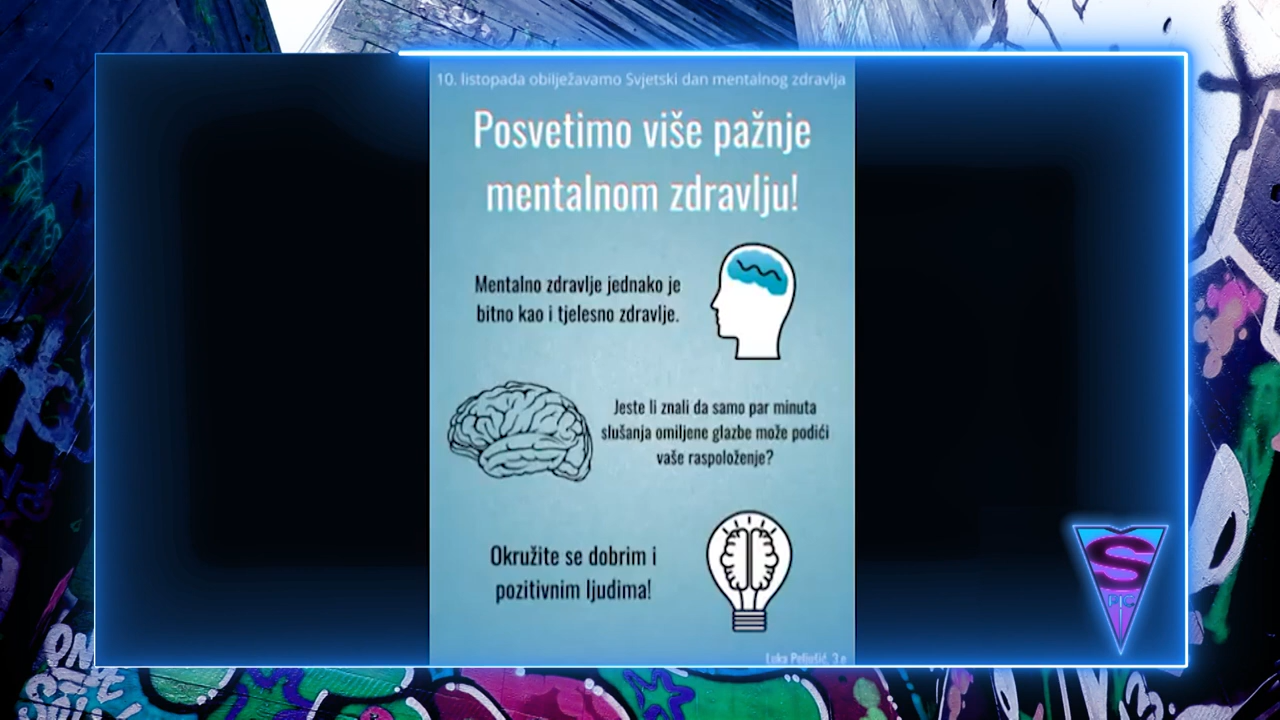 10. listopada obilježavamo Svjetski dan mentalnog zdravlja
Posvetimo više pažnje
mentalnom zdravlju!
Mentalno zdravlje jednako je
bitno kao i tjelesno zdravlje.
Jeste li znali da samo par minuta
slušanja omiljene glazbe može podići
vaše raspoloženje?
Okružite se dobrim i
pozitivnim ljudima!
Luka
3.e
S